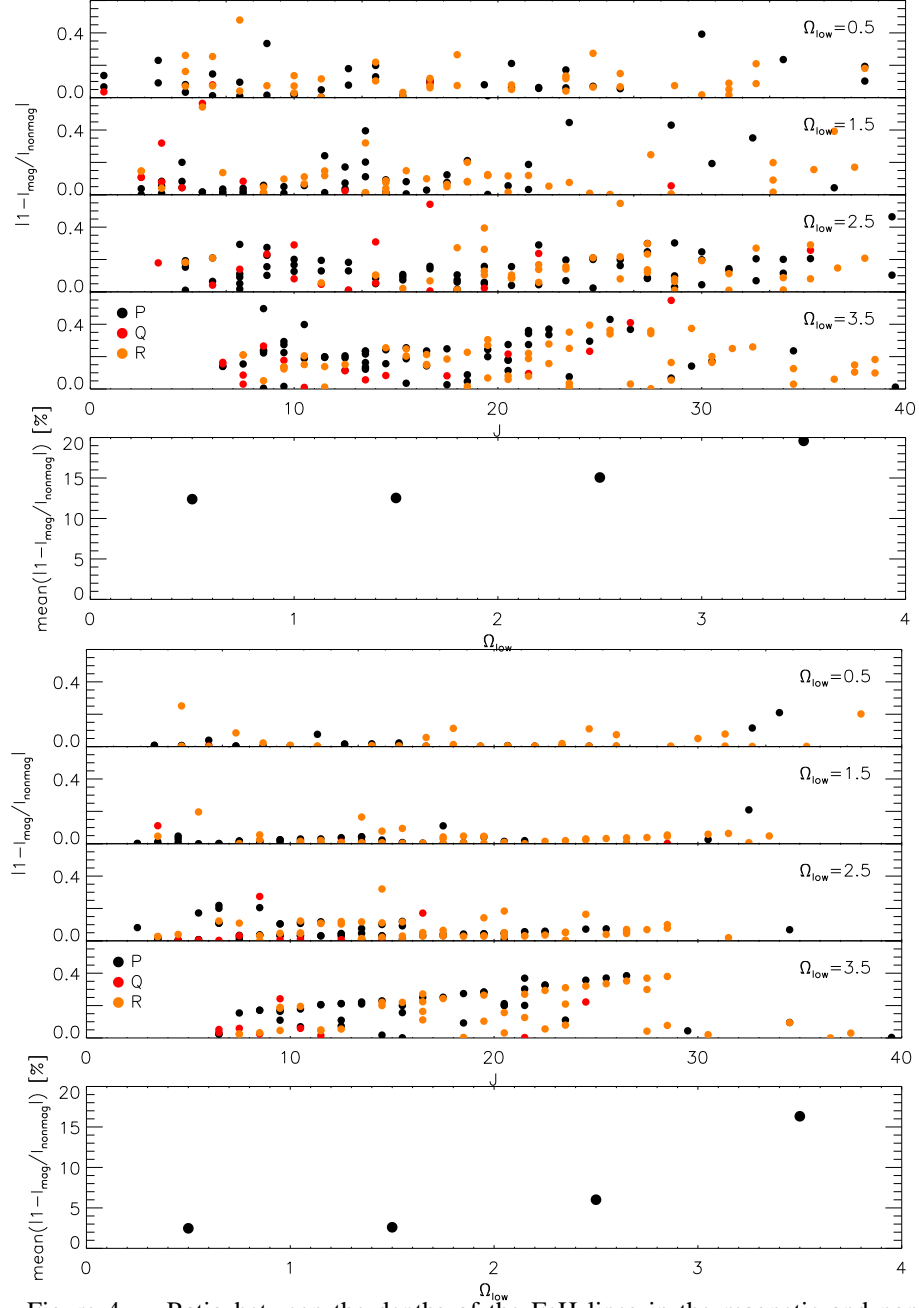 0.4
Ω_low=0.5
0.0
0.4
Ω_low=1.5
|1−I_mag/I_nonmag|
0.0
0.4
Ω_low=2.5
0.0
P
Q
R
0.4
Ω_low=3.5
0.0
0 10 20 30 40
J
mean(|1−I_mag/I_nonmag|) [%]
20
15
10
5
0
0 1 2 3 4
Ω_low
0.4
Ω_low=0.5
0.0
0.4
Ω_low=1.5
|1−I_mag/I_nonmag|
0.0
0.4
Ω_low=2.5
0.0
P
Q
R
0.4
Ω_low=3.5
0.0
0 10 20 30 40
J
mean(|1−I_mag/I_nonmag|) [%]
20
15
10
5
0
0 1 2 3 4
Ω_low